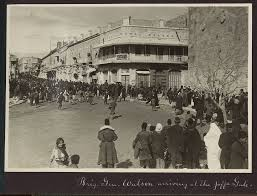 Brig. Gen. Watson arriving at the Jaffa Gate.